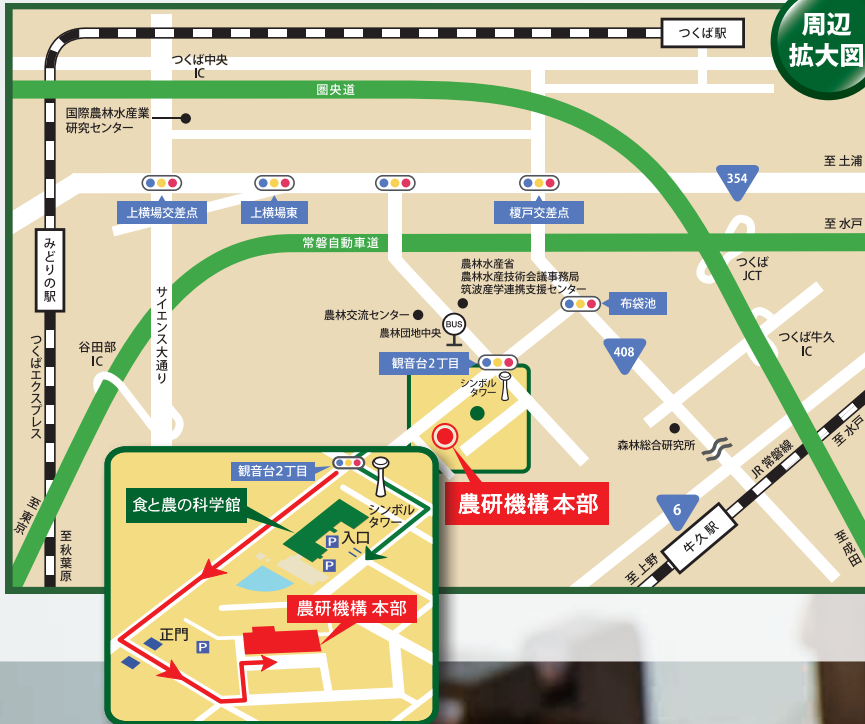 周辺
拡大図
つくば駅
つくば中央
IC
圏央道
国際農林水産業
研究センター
至 土浦
354
上横場交差点
上横場東
榎戸交差点
至 水戸
みどりの駅
常磐自動車道
つくば
JCT
農林水産省
農林水産技術会議事務局
筑波産学連携支援センター
サイエンス大通り
布袋池
農林交流センター
BUS
農林団地中央
つくばエクスプレス
谷田部
IC
つくば牛久
IC
408
観音台2丁目
シンボル
タワー
森林総合研究所
JR 常磐線
至 水戸
農研機構 本部
6
牛久駅
至 上野
至 成田
至 東京
至 秋葉原
観音台2丁目
食と農の科学館
シンボル
タワー
入口
P
P
農研機構 本部
正門
P